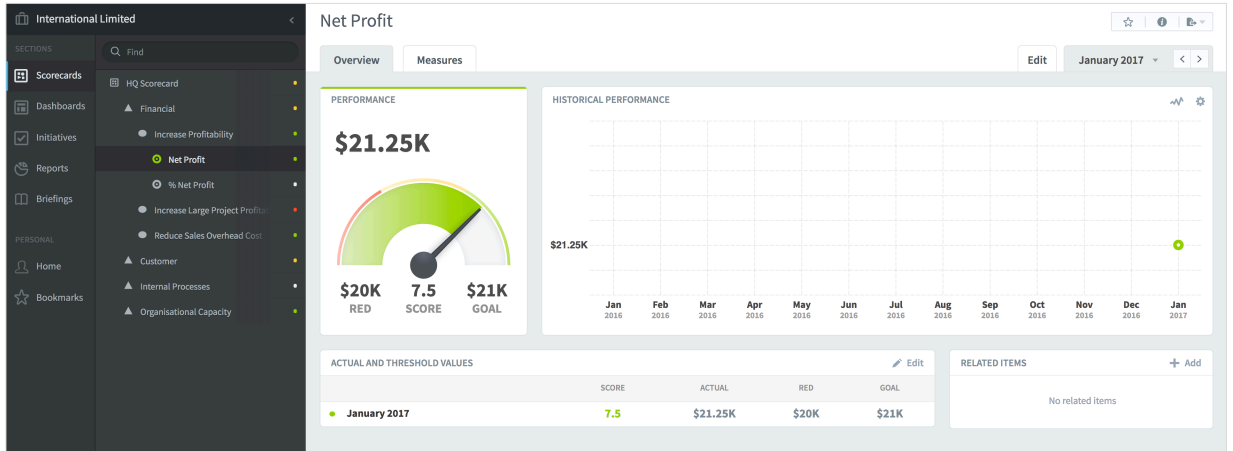 International Limited
SECTIONS
Scorecards
Dashboards
Initiatives
Reports
Briefings
PERSONAL
Home
Bookmarks
Find
HQ Scorecard
Financial
Increase Profitability
Net Profit
% Net Profit
Increase Large Project Profita
Reduce Sales Overhead Cost
Customer
Internal Processes
Organisational Capacity
Net Profit
Overview Measures
Edit January 2017
PERFORMANCE
$21.25K
$20K 7.5 $21K
RED SCORE GOAL
HISTORICAL PERFORMANCE
$21.25K
Jan Feb Mar Apr May Jun Jul Aug Sep Oct Nov Dec Jan
2016 2016 2016 2016 2016 2016 2016 2016 2016 2016 2016 2016 2017
ACTUAL AND THRESHOLD VALUES Edit
SCORE ACTUAL RED GOAL
January 2017 7.5 $21.25K $20K $21K
RELATED ITEMS Add
No related items